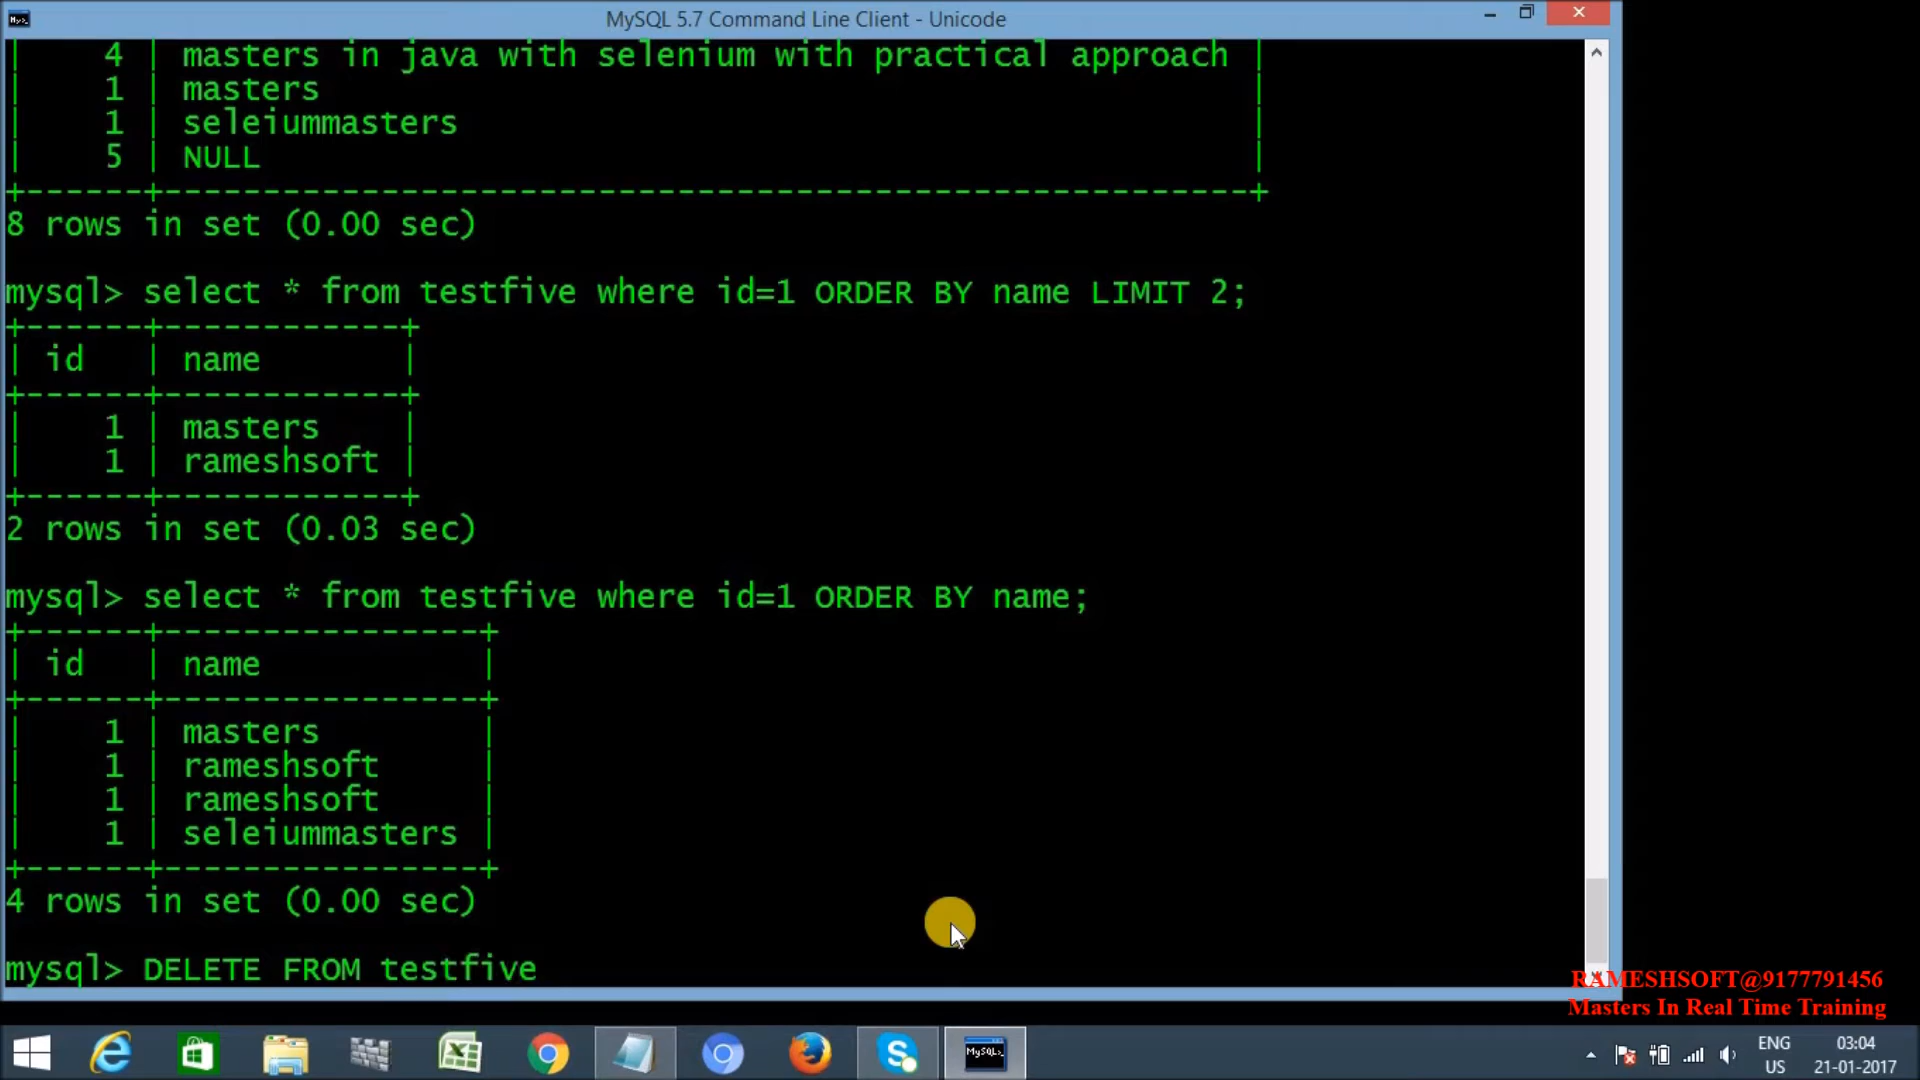 MySQL 5.7 Command Line Client - Unicode
| 4 | masters in java with selenium with practical approach |
| 1 | masters |
| 1 | seleiummasters |
| 5 | NULL |
+------+--------------------------------------------------------+
8 rows in set (0.00 sec)
mysql> select * from testfive where id=1 ORDER BY name LIMIT 2;
+------+-------------+
| id | name |
+------+-------------+
| 1 | masters |
| 1 | rameshsoft |
+------+-------------+
2 rows in set (0.03 sec)
mysql> select * from testfive where id=1 ORDER BY name;
+------+-----------------+
| id | name |
+------+-----------------+
| 1 | masters |
| 1 | rameshsoft |
| 1 | rameshsoft |
| 1 | seleiummasters |
+------+-----------------+
4 rows in set (0.00 sec)
mysql> DELETE FROM testfive
RAMESHSOFT@9177791456
Masters In Real Time Training
MySQL>
ENG
US
03:04
21-01-2017